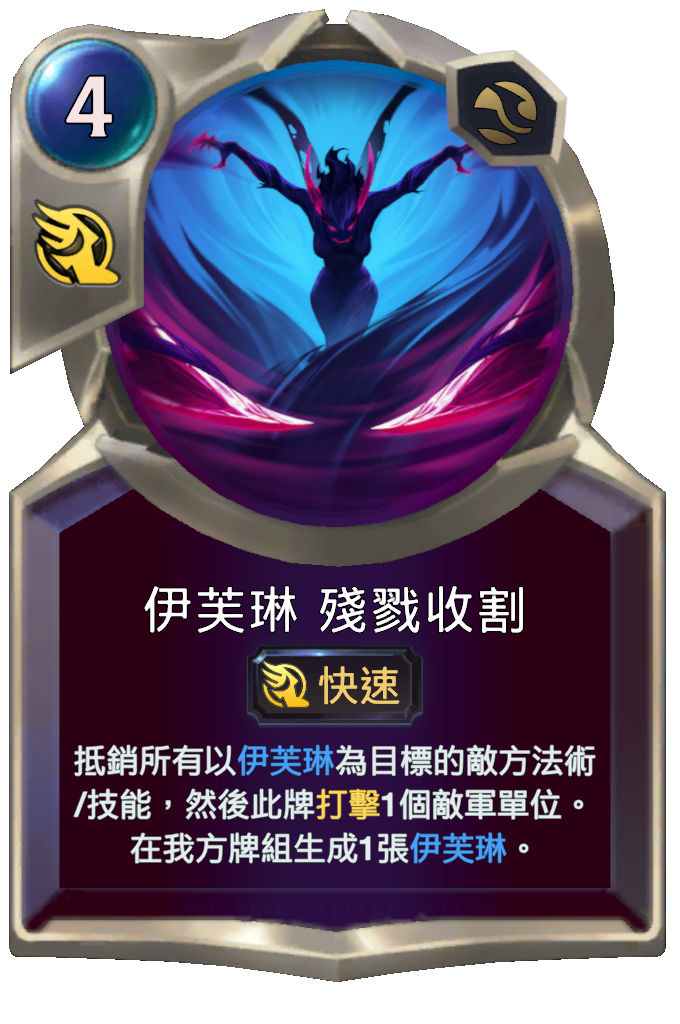 4
伊芙琳 殘戮收割
快速
抵銷所有以伊芙琳為目標的敵方法術
/技能，然後此牌打擊1個敵軍單位。
在我方牌組生成1張伊芙琳。